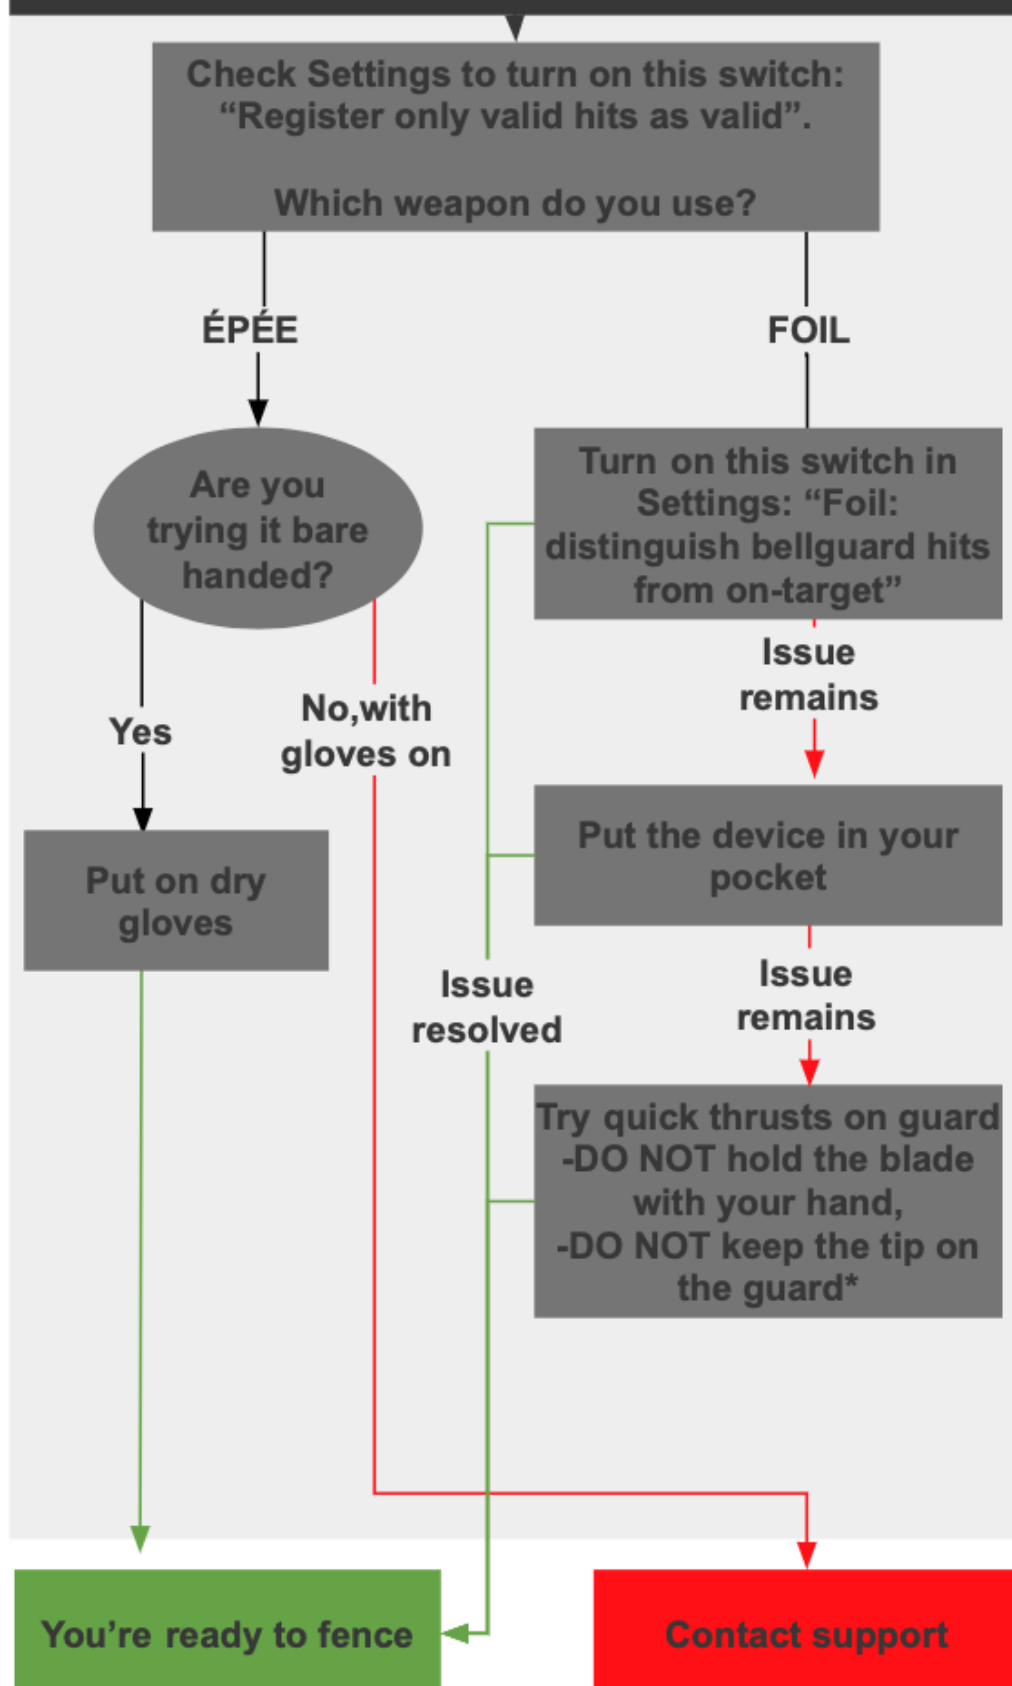 Check Settings to turn on this switch:
“Register only valid hits as valid”.
Which weapon do you use?
ÉPÉE
FOIL
Are you
trying it bare
handed?
Turn on this switch in
Settings: “Foil:
distinguish bellguard hits
from on-target”
Issue
remains
No,with
gloves on
Yes
Put the device in your
pocket
Put on dry
gloves
Issue
resolved
Issue
remains
Try quick thrusts on guard
-DO NOT hold the blade
with your hand,
-DO NOT keep the tip on
the guard*
You’re ready to fence
Contact support